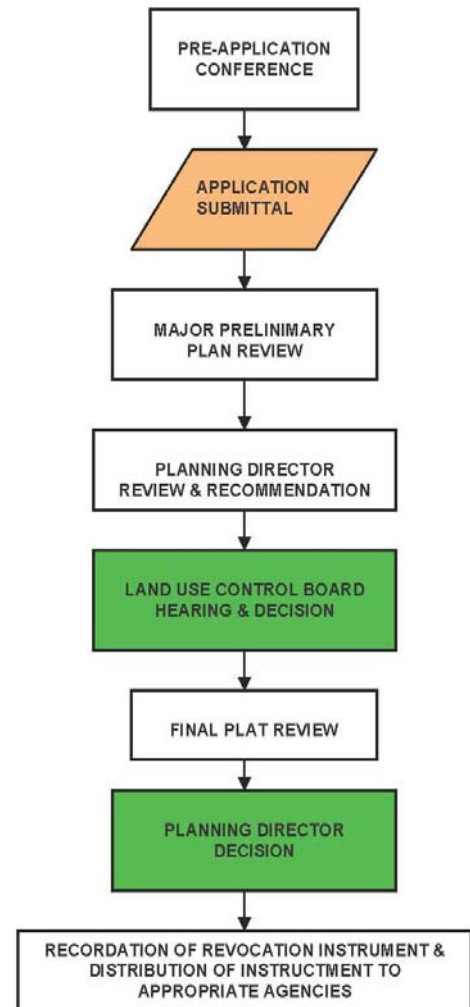 PRE-APPLICATION
CONFERENCE
APPLICATION
SUBMITTAL
MAJOR PRELINIMARY
PLAN REVIEW
PLANNING DIRECTOR
REVIEW & RECOMMENDATION
LAND USE CONTROL BOARD
HEARING & DECISION
FINAL PLAT REVIEW
PLANNING DIRECTOR
DECISION
RECORDATION OF REVOCATION INSTRUMENT &
DISTRIBUTION OF INSTRUCTMENT TO
APPROPRIATE AGENCIES